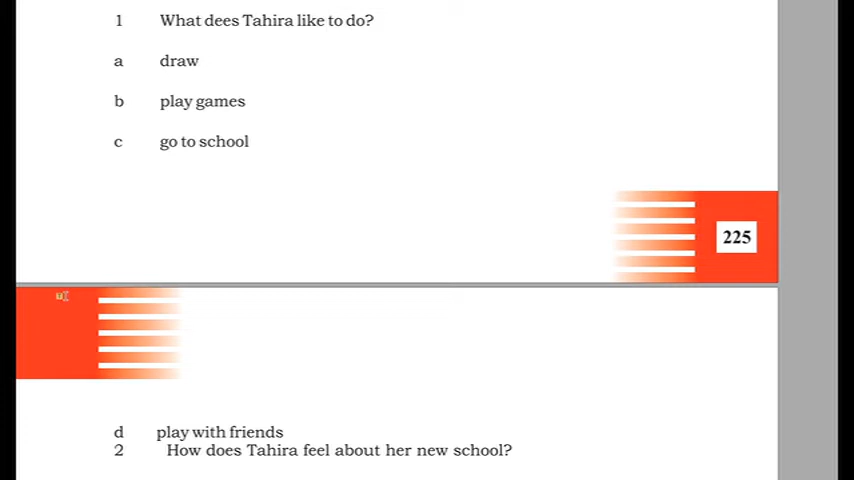 1 What dees Tahira like to do?
a draw
b play games
c go to school
225
d play with friends
2 How does Tahira feel about her new school?